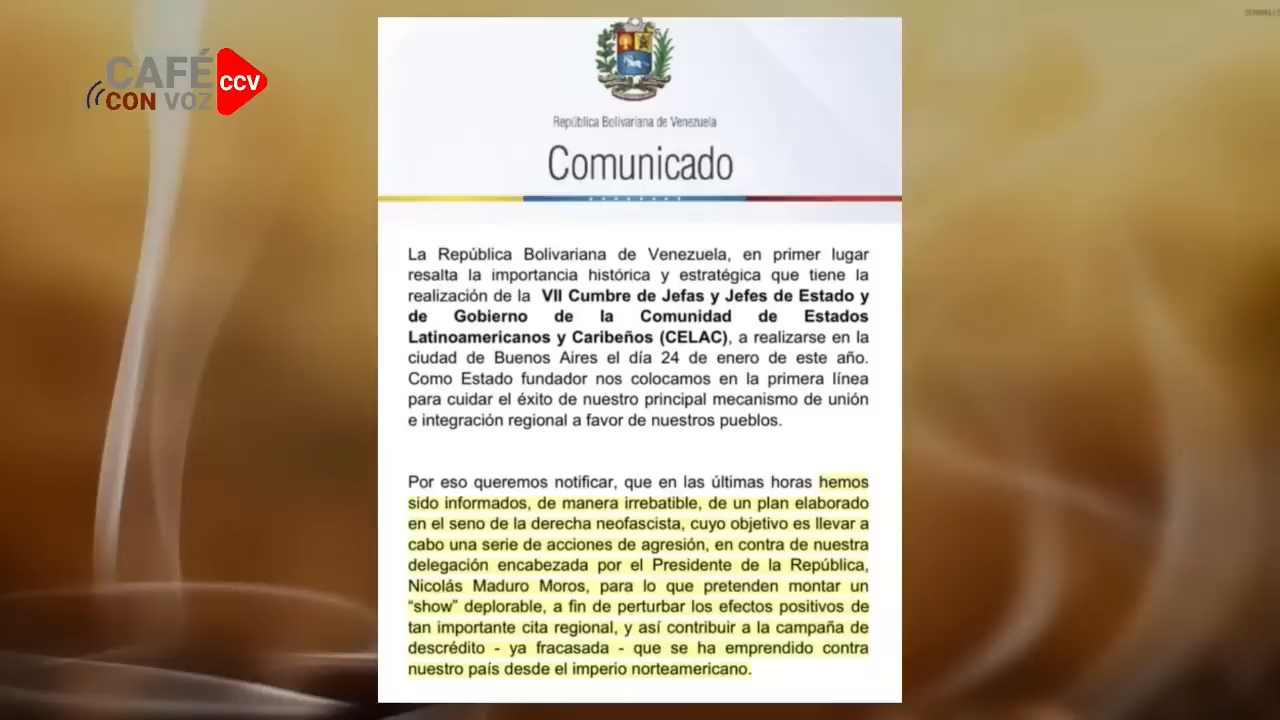 CAFÉ
CON VOZ
CCV
República Bolivariana de Venezuela
Comunicado
La República Bolivariana de Venezuela, en primer lugar
resalta la importancia histórica y estratégica que tiene la
realización de la VII Cumbre de Jefas y Jefes de Estado y
de Gobierno de la Comunidad de Estados
Latinoamericanos y Caribeños (CELAC), a realizarse en la
ciudad de Buenos Aires el día 24 de enero de este año.
Como Estado fundador nos colocamos en la primera línea
para cuidar el éxito de nuestro principal mecanismo de unión
e integración regional a favor de nuestros pueblos.
Por eso queremos notificar, que en las últimas horas hemos
sido informados, de manera irrebatible, de un plan elaborado
en el seno de la derecha neofascista, cuyo objetivo es llevar a
cabo una serie de acciones de agresión, en contra de nuestra
delegación encabezada por el Presidente de la República,
Nicolás Maduro Moros, para lo que pretenden montar un
“show” deplorable, a fin de perturbar los efectos positivos de
tan importante cita regional, y así contribuir a la campaña de
descrédito - ya fracasada - que se ha emprendido contra
nuestro país desde el imperio norteamericano.